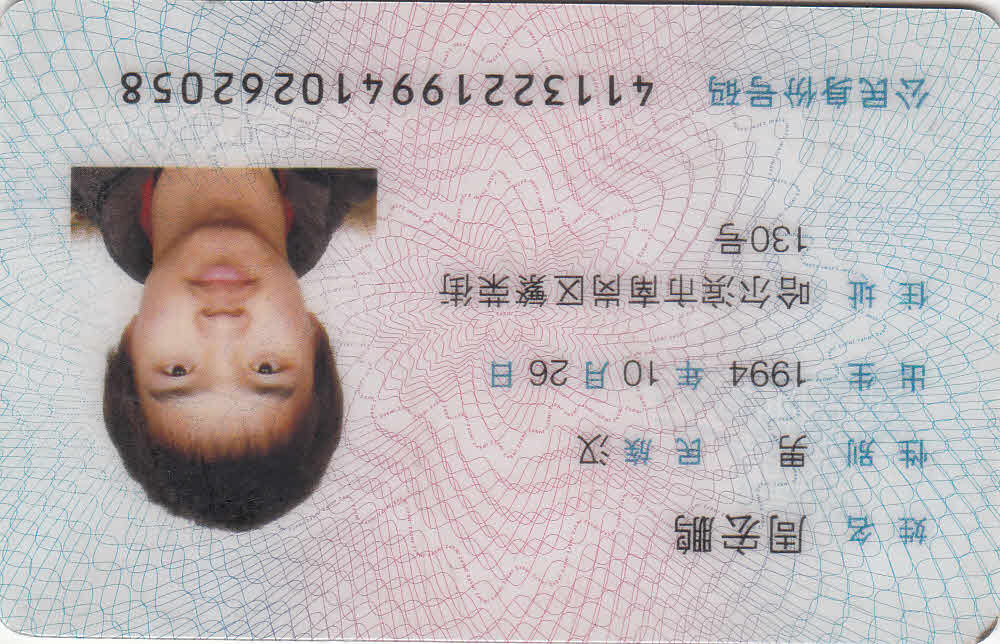 姓名 周宏鹏
性别 男 民族 汉
出生 1994 年 10 月 26 日
住址 哈尔滨市南岗区繁荣街
130号
公民身份号码 411322199410262058